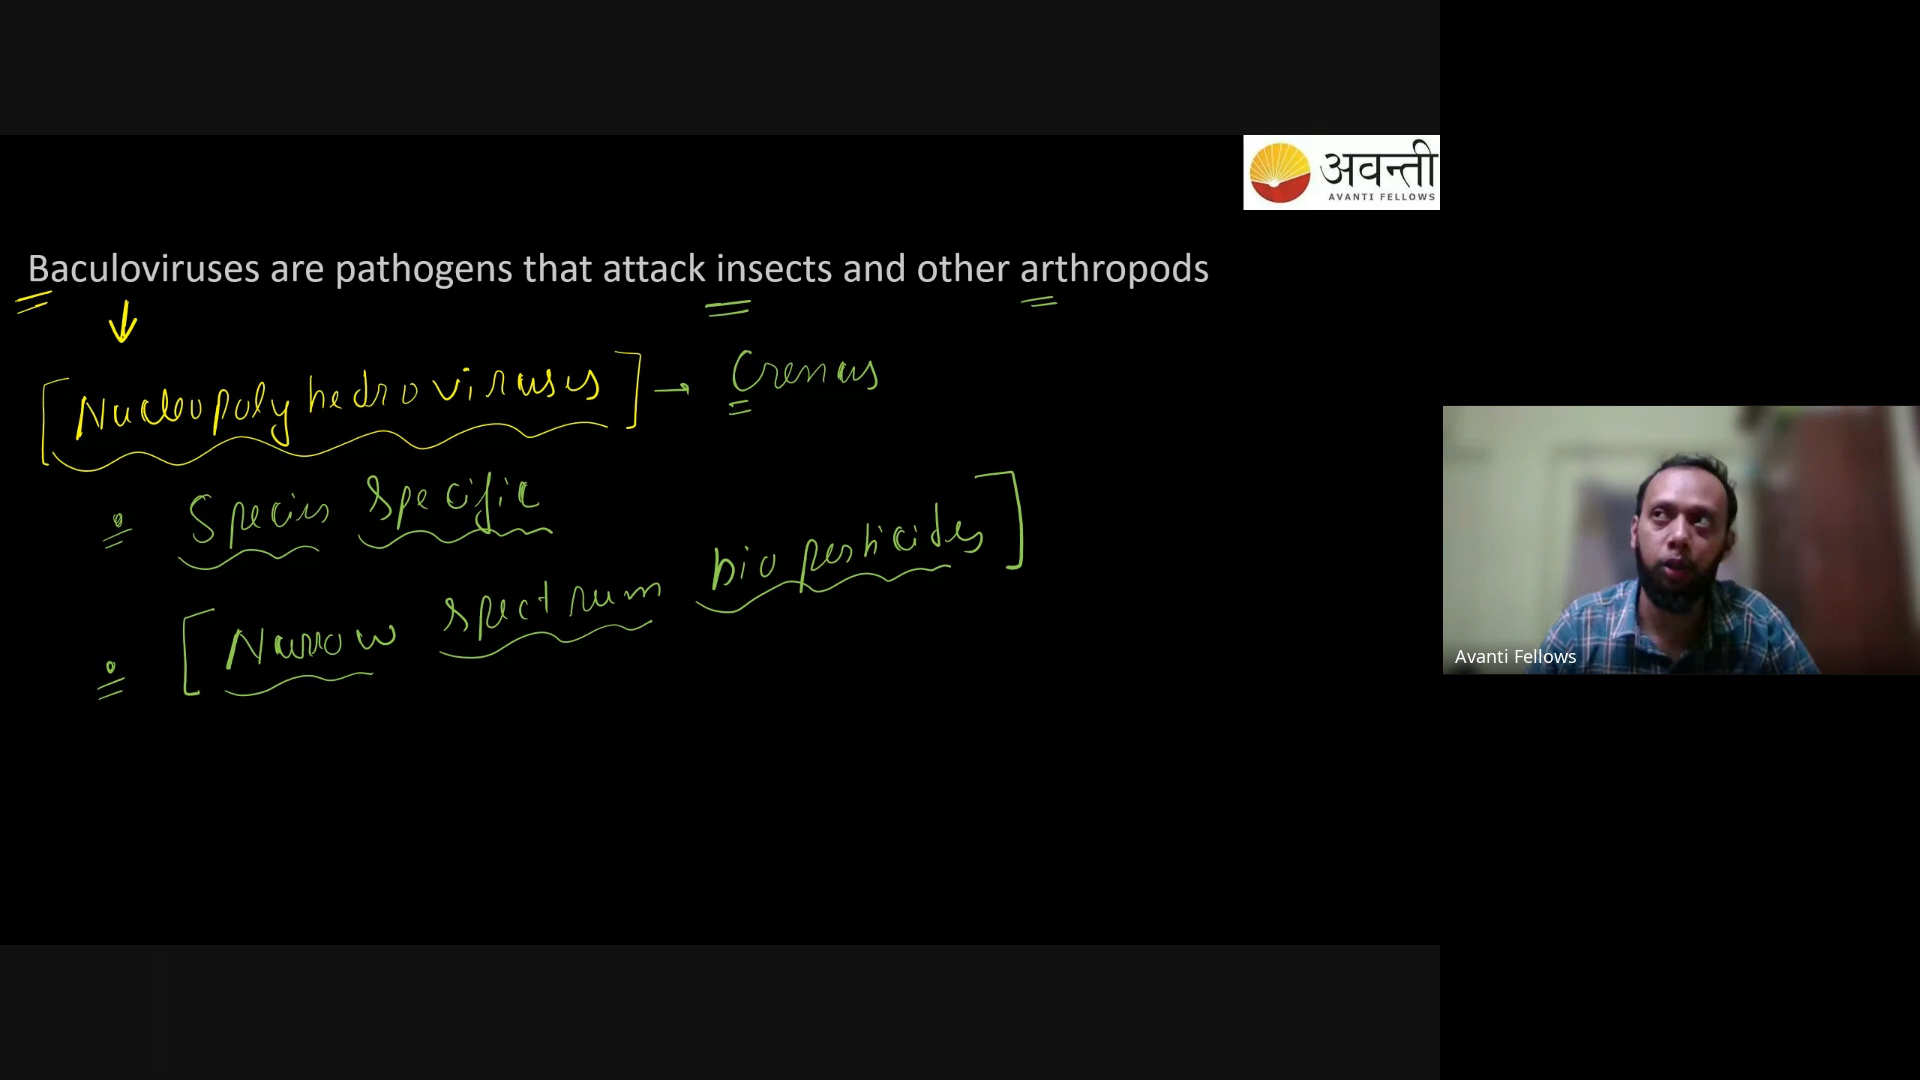 अवन्ती
AVANTI FELLOWS
Baculoviruses are pathogens that attack insects and other arthropods
[Nucleopolyhedroviruses] → Genus
Species specific
[Narrow spectrum biopesticides]
Avanti Fellows